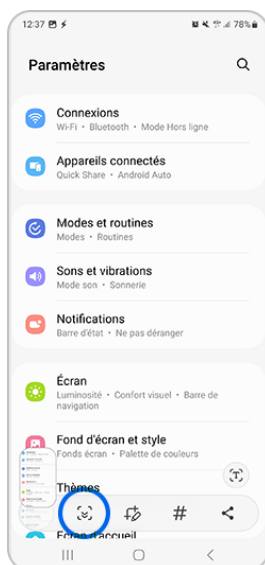 12:37
78%
Paramètres
Connexions
Wi-Fi • Bluetooth • Mode Hors ligne
Appareils connectés
Quick Share • Android Auto
Modes et routines
Modes • Routines
Sons et vibrations
Mode son • Sonnerie
Notifications
Barre d'état • Ne pas déranger
Écran
Luminosité • Confort visuel • Barre de
navigation
Fond d'écran et style
Fonds écran • Palette de couleurs
Thèmes
#
Écran d'accueil